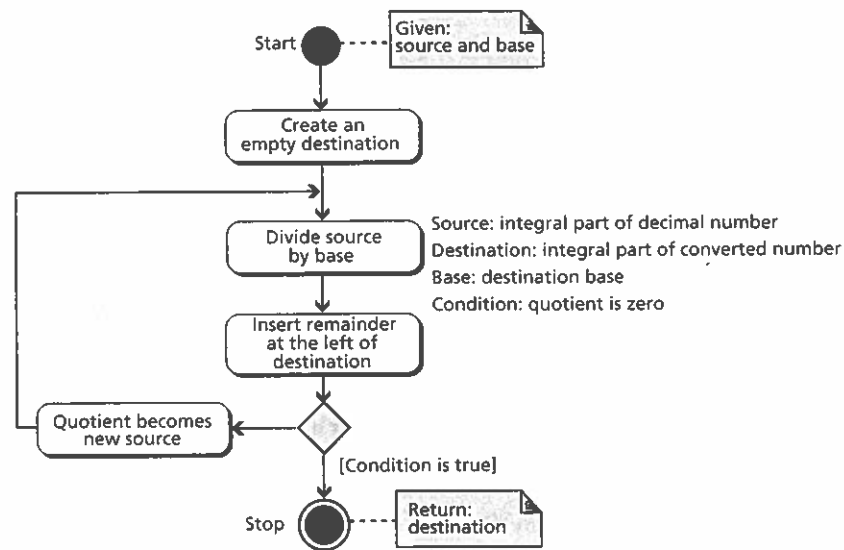 Start
Given:
source and base
Create an
empty destination
Divide source
by base
Source: integral part of decimal number
Destination: integral part of converted number
Base: destination base
Condition: quotient is zero
Insert remainder
at the left of
destination
Quotient becomes
new source
[Condition is true]
Stop
Return:
destination